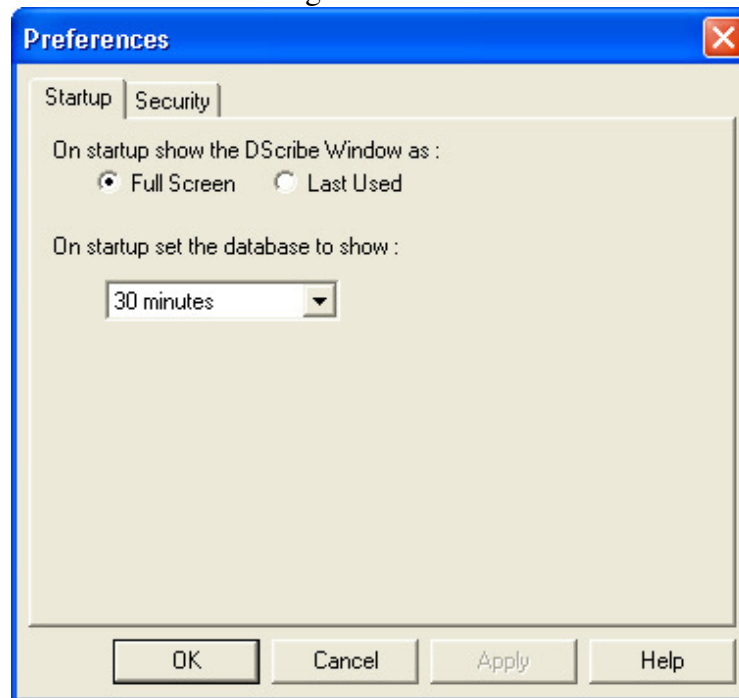 Preferences
Startup Security
On startup show the DScribe Window as :
Full Screen Last Used
On startup set the database to show :
30 minutes
OK Cancel Apply Help